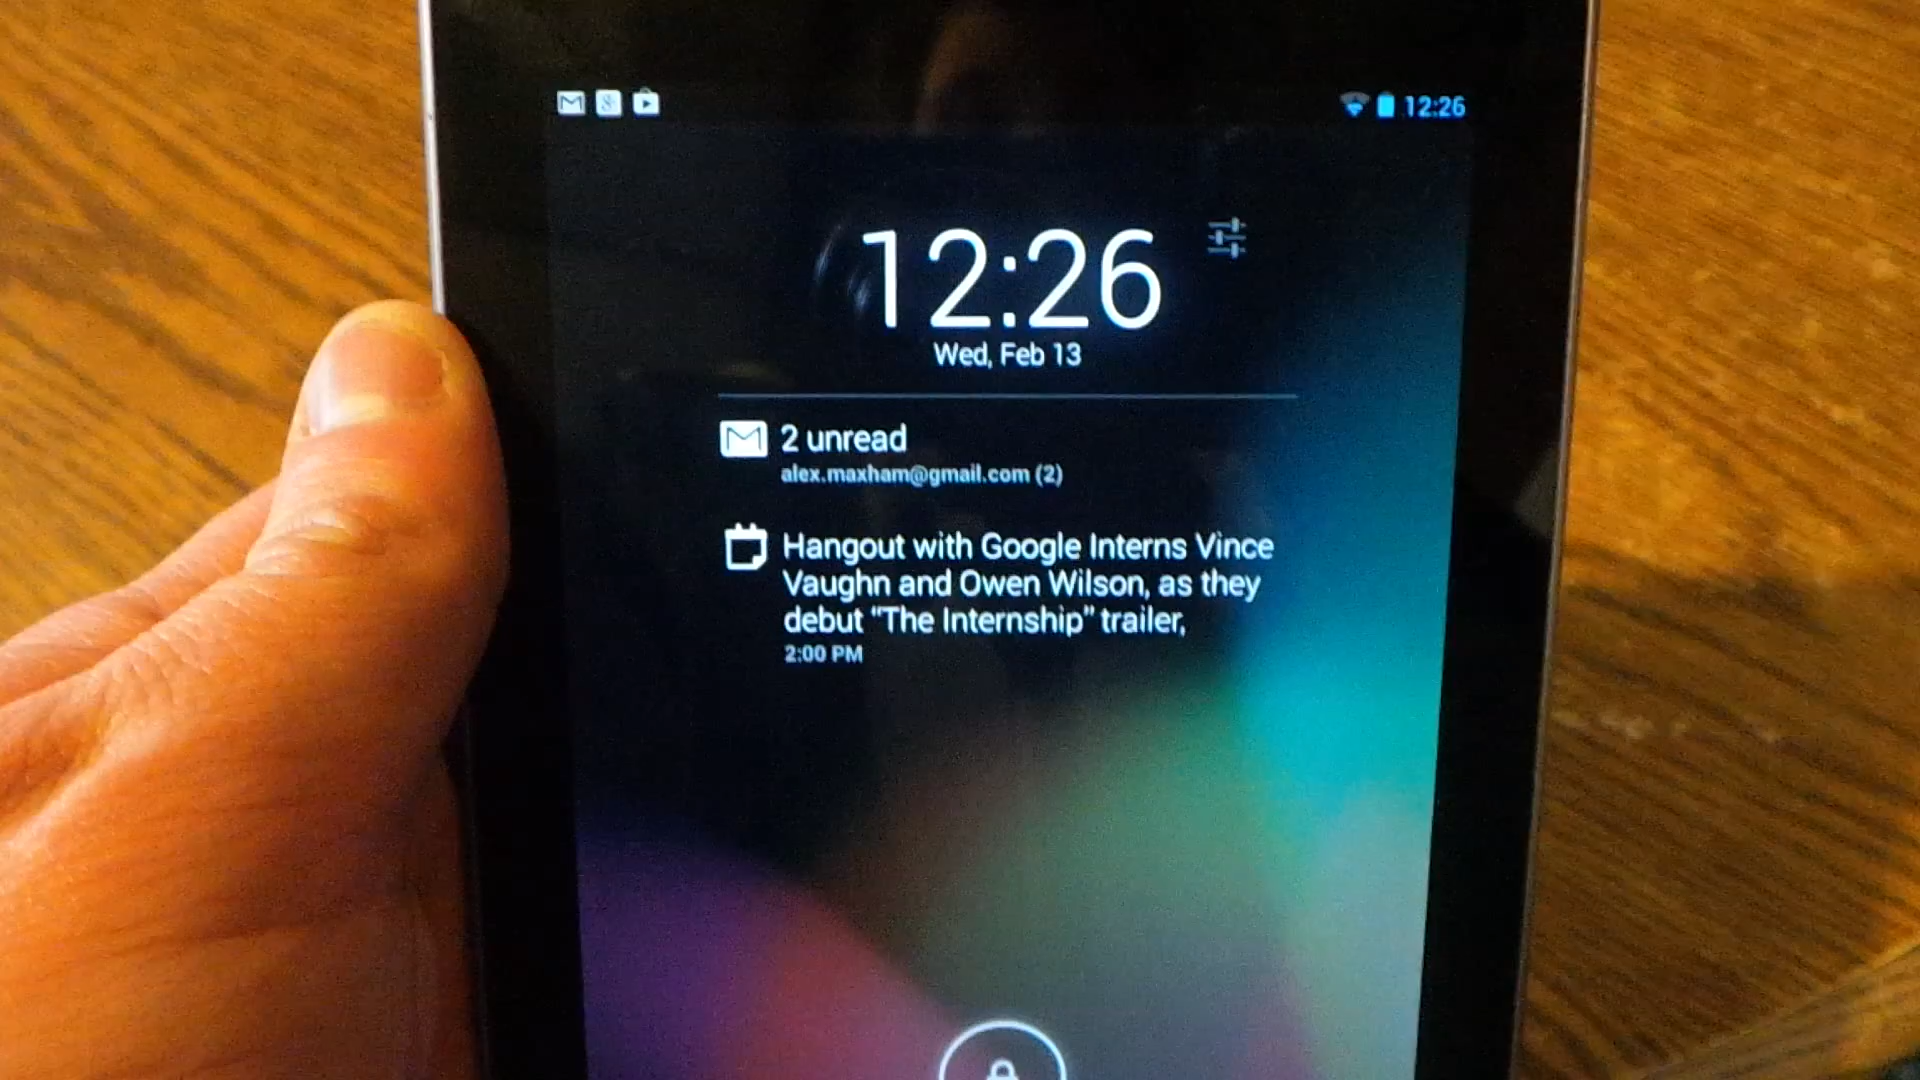 12:26
12:26
Wed, Feb 13
2 unread
alex.maxham@gmail.com (2)
Hangout with Google Interns Vince
Vaughn and Owen Wilson, as they
debut “The Internship” trailer,
2:00 PM